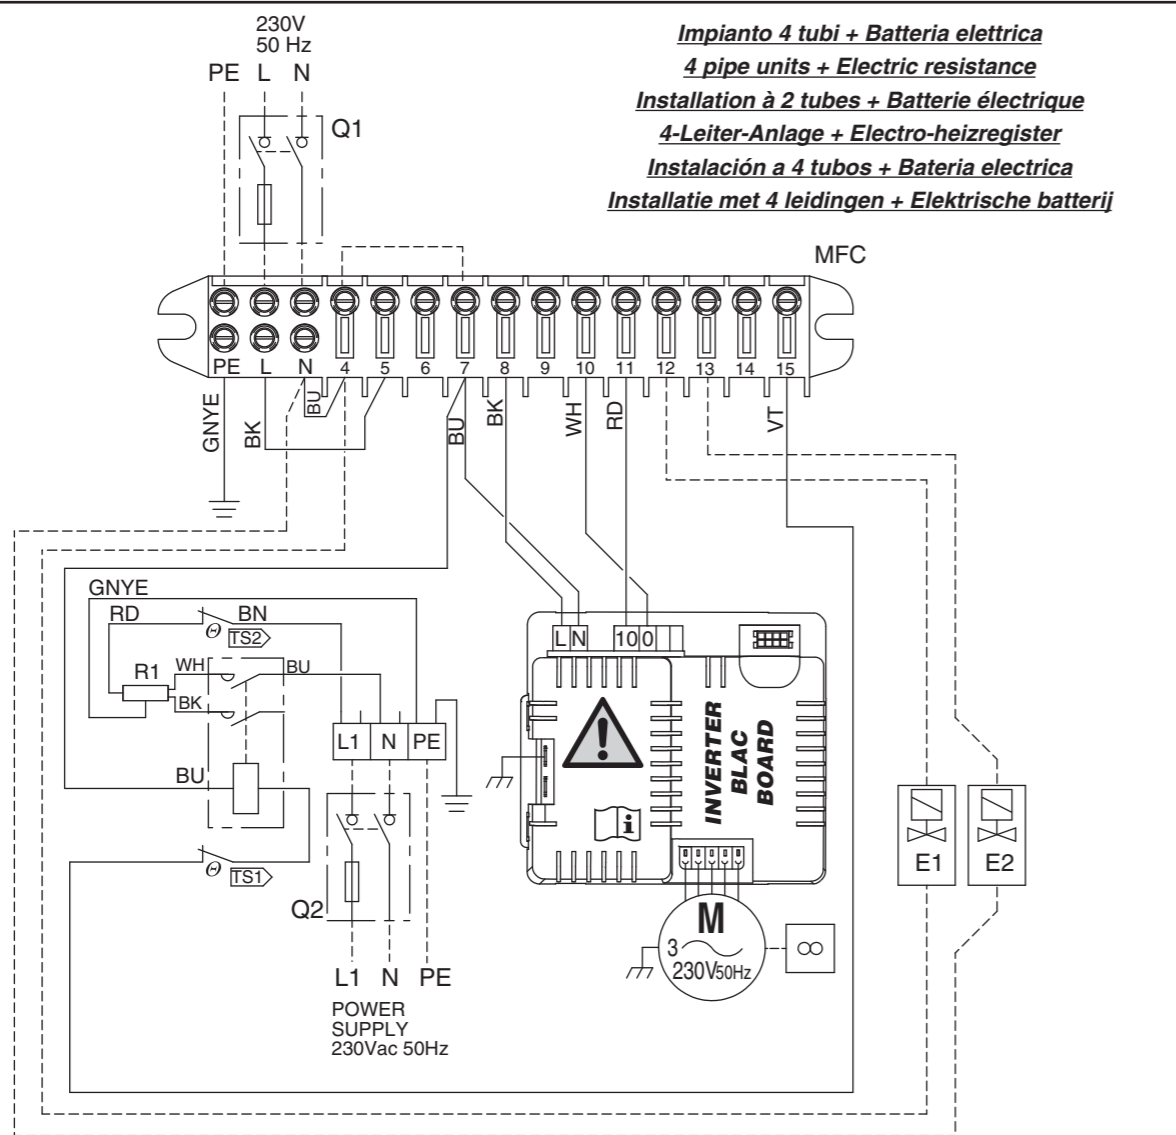 230V
50 Hz
PE L N
Q1
Impianto 4 tubi + Batteria elettrica
4 pipe units + Electric resistance
Installation à 2 tubes + Batterie électrique
4-Leiter-Anlage + Electro-heizregister
Instalación a 4 tubos + Bateria electrica
Installatie met 4 leidingen + Elektrische batterij
MFC
PE L N 4 5 6 7 8 9 10 11 12 13 14 15
GNYE
BK
BU
BU
BK
WH
RD
VT
GNYE
RD
BN
TS2
R1
WH
BU
BK
L1 N PE
BU
TS1
Q2
L1 N PE
POWER
SUPPLY
230Vac 50Hz
L N
10 0
INVERTER
BLAC
BOARD
i
M
3
230V50Hz
E1
E2